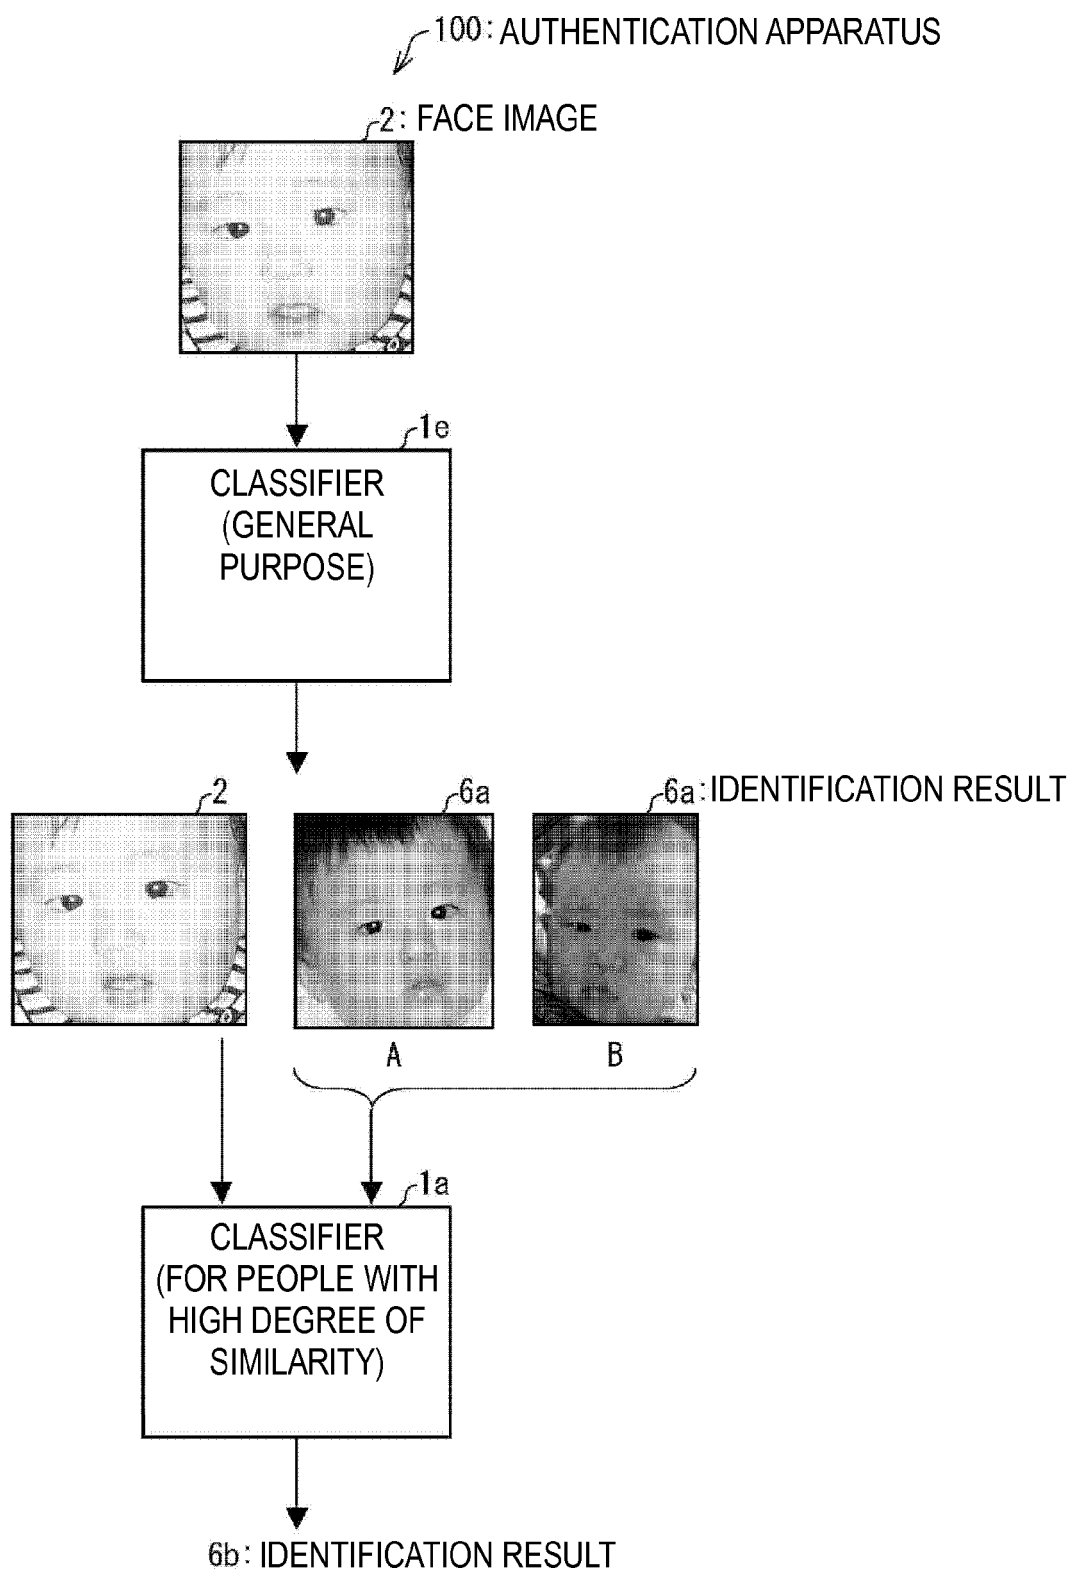 100: AUTHENTICATION APPARATUS
2: FACE IMAGE
1e
CLASSIFIER
(GENERAL
PURPOSE)
2
6a
6a: IDENTIFICATION RESULT
A
B
1a
CLASSIFIER
(FOR PEOPLE WITH
HIGH DEGREE OF
SIMILARITY)
6b: IDENTIFICATION RESULT